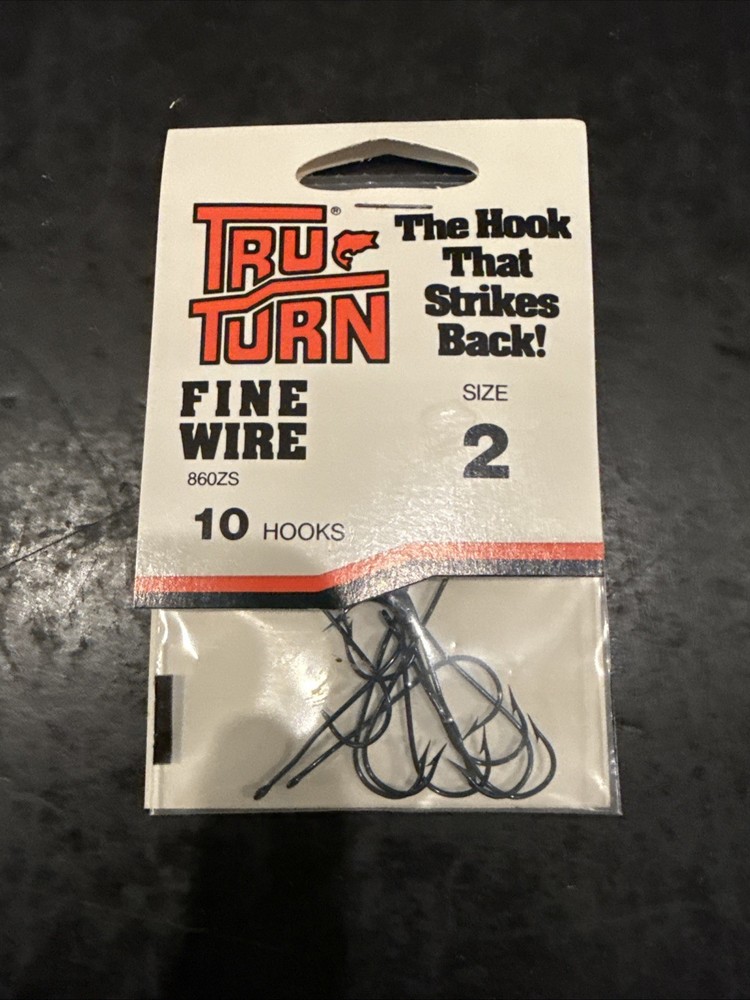 TRU®
TURN
The Hook
That
Strikes
Back!
FINE
WIRE
860ZS
10 HOOKS
SIZE
2